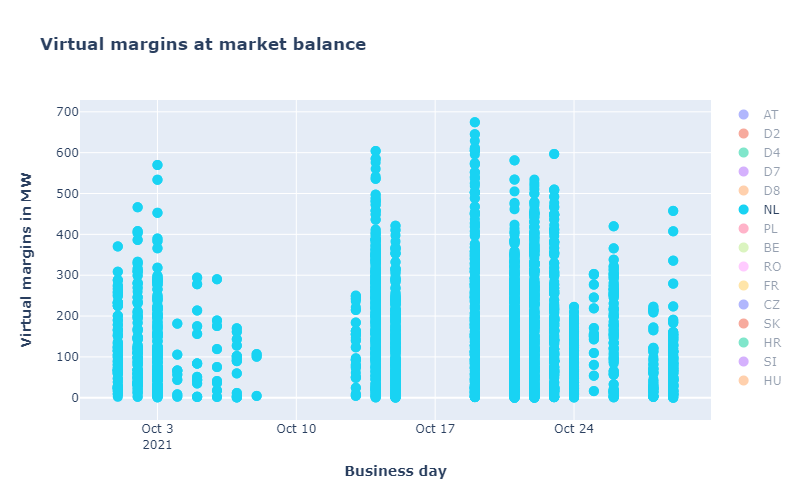 Virtual margins at market balance
700
600
500
400
300
200
100
0
Virtual margins in MW
Oct 3
2021
Oct 10
Oct 17
Oct 24
Business day
AT
D2
D4
D7
D8
NL
PL
BE
RO
FR
CZ
SK
HR
SI
HU